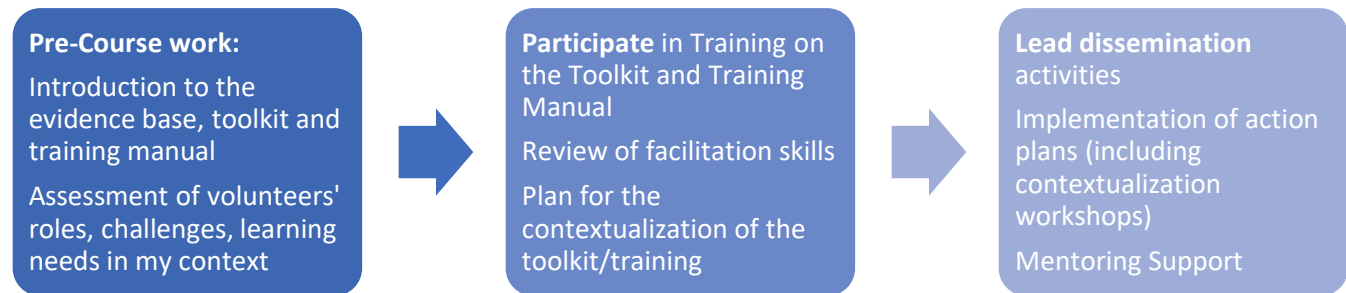 Pre-Course work:
Introduction to the
evidence base, toolkit and
training manual
Assessment of volunteers'
roles, challenges, learning
needs in my context
Participate in Training on
the Toolkit and Training
Manual
Review of facilitation skills
Plan for the
contextualization of the
toolkit/training
Lead dissemination
activities
Implementation of action
plans (including
contextualization
workshops)
Mentoring Support